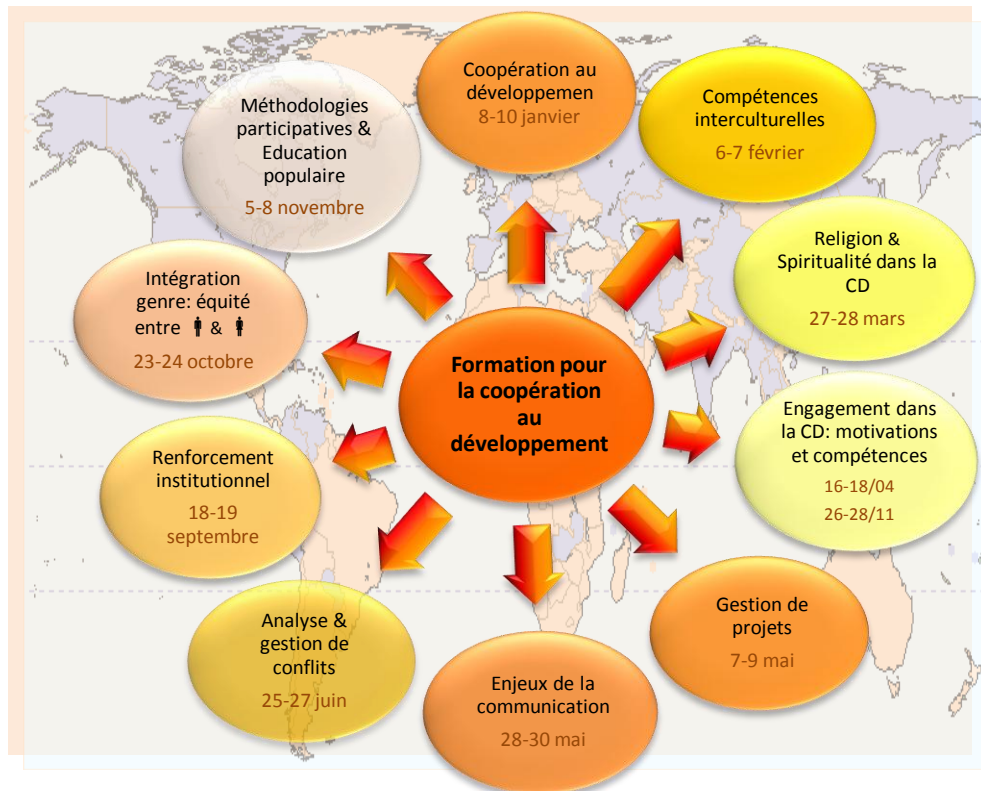 Coopération au
développemen
8-10 janvier
Compétences
interculturelles
6-7 février
Religion &
Spiritualité dans la
CD
27-28 mars
Engagement dans
la CD: motivations
et compétences
16-18/04
26-28/11
Gestion de
projets
7-9 mai
Enjeux de la
communication
28-30 mai
Analyse &
gestion de
conflits
25-27 juin
Renforcement
institutionnel
18-19
septembre
Intégration
genre: équité
entre &
23-24 octobre
Méthodologies
participatives &
Education
populaire
5-8 novembre
Formation pour
la coopération
au
développement